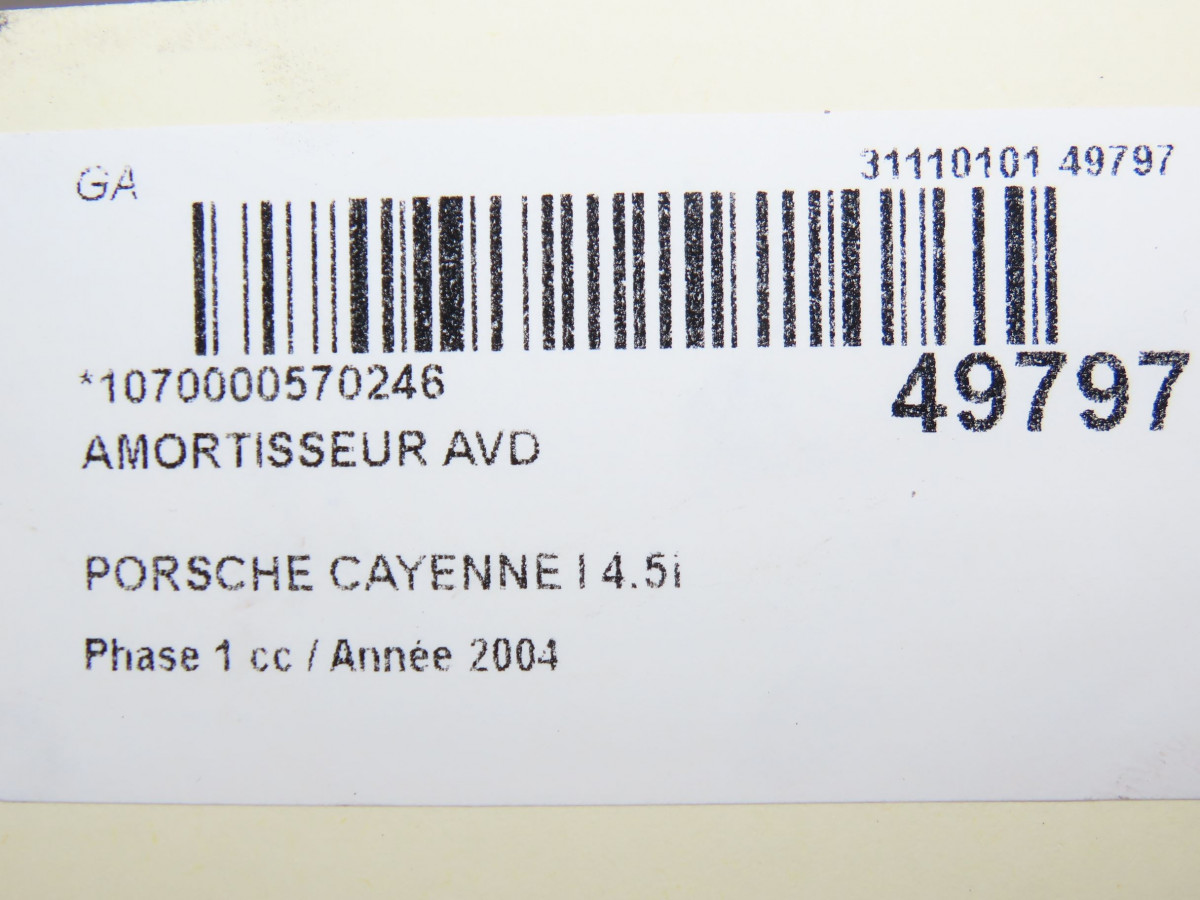 GA
31110101 49797
*1070000570246
49797
AMORTISSEUR AVD
PORSCHE CAYENNE I 4.5i
Phase 1 cc / Année 2004